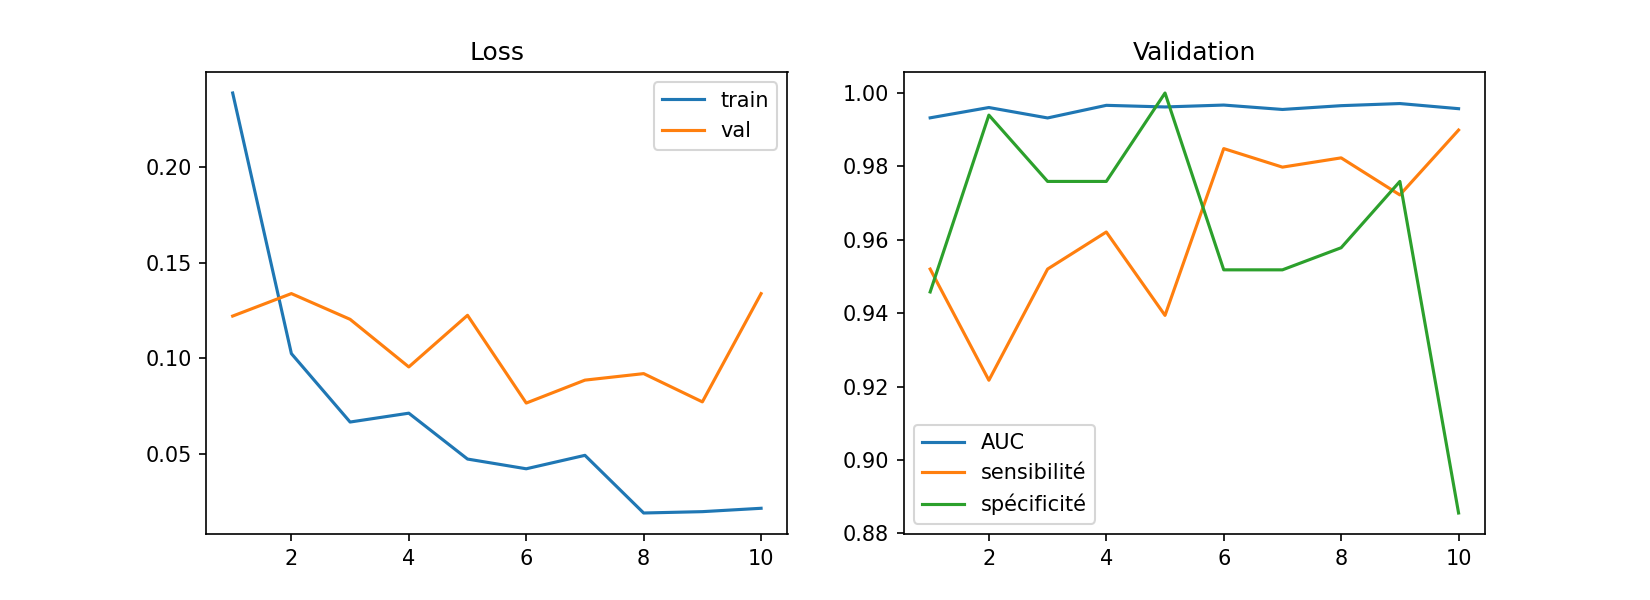 Loss
train
val
0.20
0.15
0.10
0.05
2 4 6 8 10
Validation
1.00
0.98
0.96
0.94
0.92
0.90
0.88
AUC
sensibilité
spécificité
2 4 6 8 10